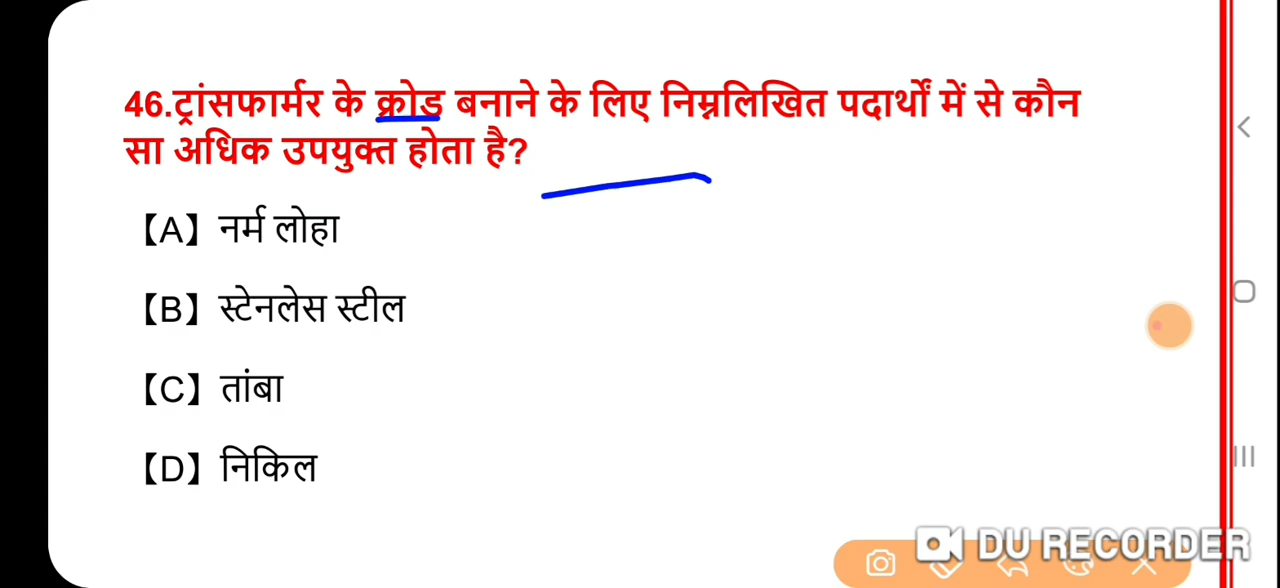 46.ट्रांसफार्मर के क्रोड बनाने के लिए निम्नलिखित पदार्थों में से कौन
सा अधिक उपयुक्त होता है?
【A】नर्म लोहा
【B】स्टेनलेस स्टील
【C】तांबा
【D】निकिल
DU RECORDER